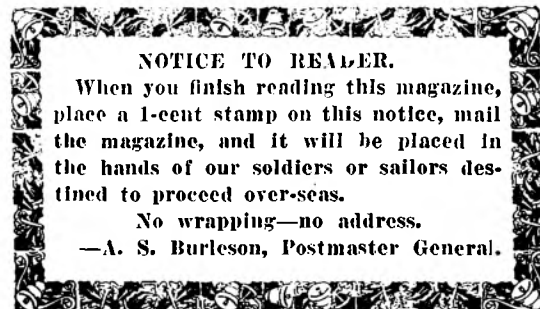 NOTICE TO READER.
When you finish reading this magazine,
place a 1-cent stamp on this notice, mail
the magazine, and it will be placed in
the hands of our soldiers or sailors des-
tined to proceed over-seas.
No wrapping—no address.
—A. S. Burleson, Postmaster General.